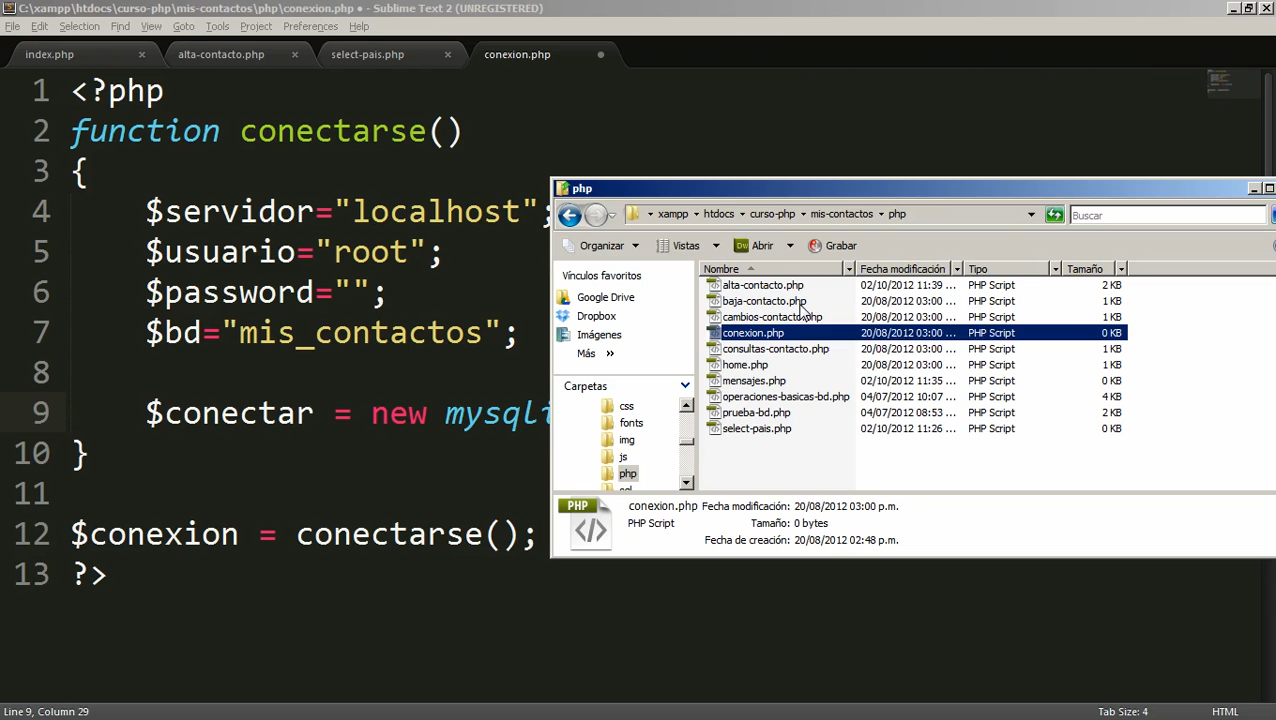 C:\xampp\htdocs\curso-php\mis-contactos\php\conexion.php • - Sublime Text 2 (UNREGISTERED)
File Edit Selection Find View Goto Tools Project Preferences Help
index.php alta-contacto.php select-pais.php conexion.php
1 <?php
2 function conectarse()
3 {
4 $servidor="localhost";
5 $usuario="root";
6 $password="";
7 $bd="mis_contactos";
8
9 $conectar = new mysqli
10 }
11
12 $conexion = conectarse();
13 ?>
php
xampp htdocs curso-php mis-contactos php
Buscar
Organizar Vistas Abrir Grabar
Vínculos favoritos
Google Drive
Dropbox
Imágenes
Más »
Carpetas
css
fonts
img
js
php
Nombre Fecha modificación Tipo Tamaño
alta-contacto.php 02/10/2012 11:39 ... PHP Script 2 KB
baja-contacto.php 20/08/2012 03:00 ... PHP Script 1 KB
cambios-contacto.php 20/08/2012 03:00 ... PHP Script 1 KB
conexion.php 20/08/2012 03:00 ... PHP Script 0 KB
consultas-contacto.php 20/08/2012 03:00 ... PHP Script 1 KB
home.php 20/08/2012 03:00 ... PHP Script 1 KB
mensajes.php 02/10/2012 11:35 ... PHP Script 0 KB
operaciones-basicas-bd.php 04/07/2012 10:07 ... PHP Script 4 KB
prueba-bd.php 04/07/2012 08:53 ... PHP Script 2 KB
select-pais.php 02/10/2012 11:26 ... PHP Script 0 KB
PHP
conexion.php Fecha modificación: 20/08/2012 03:00 p.m.
PHP Script Tamaño: 0 bytes
Fecha de creación: 20/08/2012 02:48 p.m.
Line 9, Column 29 Tab Size: 4 HTML